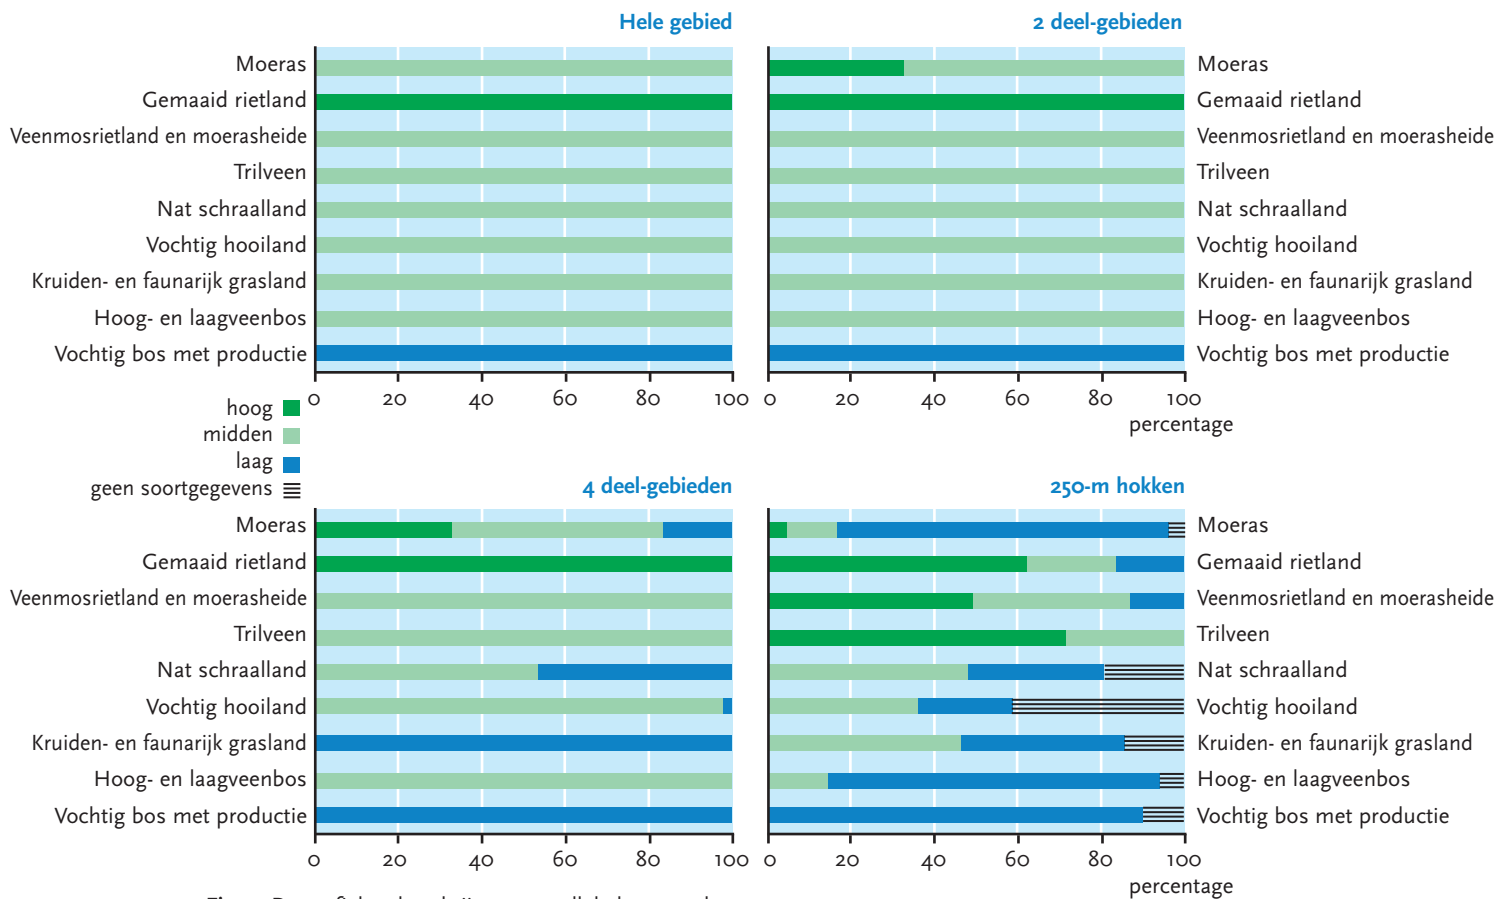 Hele gebied
Moeras
Gemaaid rietland
Veenmosrietland en moerasheide
Trilveen
Nat schraalland
Vochtig hooiland
Kruiden- en faunarijk grasland
Hoog- en laagveenbos
Vochtig bos met productie
0 20 40 60 80 100
2 deel-gebieden
Moeras
Gemaaid rietland
Veenmosrietland en moerasheide
Trilveen
Nat schraalland
Vochtig hooiland
Kruiden- en faunarijk grasland
Hoog- en laagveenbos
Vochtig bos met productie
0 20 40 60 80 100
percentage
hoog
midden
laag
geen soortgegevens
4 deel-gebieden
Moeras
Gemaaid rietland
Veenmosrietland en moerasheide
Trilveen
Nat schraalland
Vochtig hooiland
Kruiden- en faunarijk grasland
Hoog- en laagveenbos
Vochtig bos met productie
0 20 40 60 80 100
250-m hokken
Moeras
Gemaaid rietland
Veenmosrietland en moerasheide
Trilveen
Nat schraalland
Vochtig hooiland
Kruiden- en faunarijk grasland
Hoog- en laagveenbos
Vochtig bos met productie
0 20 40 60 80 100
percentage